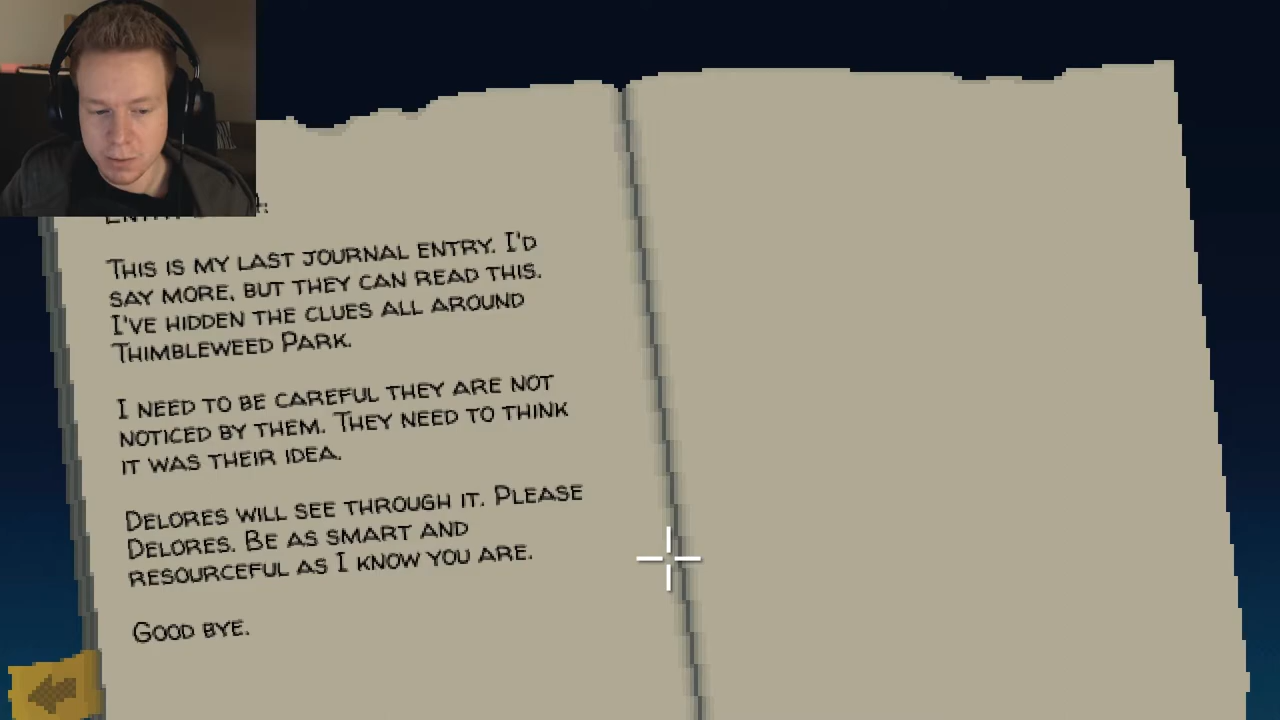 This is my last journal entry. I'd
say more, but they can read this.
I've hidden the clues all around
Thimbleweed Park.
I need to be careful they are not
noticed by them. They need to think
it was their idea.
Delores will see through it. Please
Delores. Be as smart and
resourceful as I know you are.
Good bye.